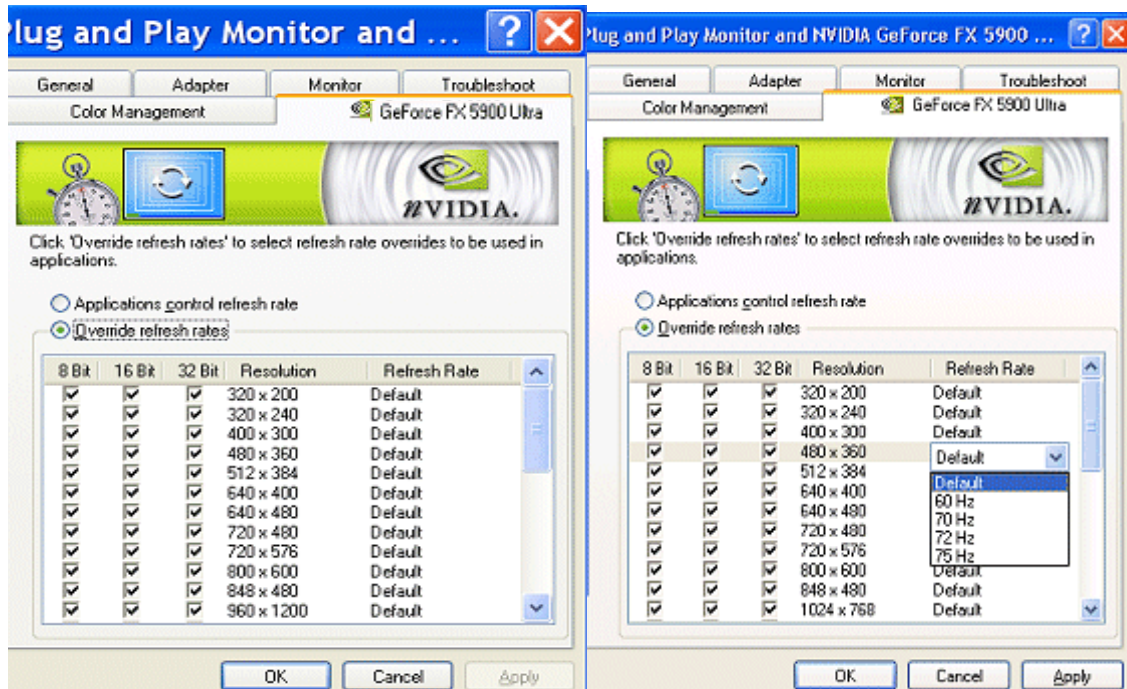 Plug and Play Monitor and ...
General Adapter Monitor Troubleshoot
Color Management GeForce FX 5900 Ultra
nVIDIA.
Click 'Override refresh rates' to select refresh rate overrides to be used in
applications.
Applications control refresh rate
Override refresh rates
8 Bit 16 Bit 32 Bit Resolution Refresh Rate
320 x 200 Default
320 x 240 Default
400 x 300 Default
480 x 360 Default
512 x 384 Default
640 x 400 Default
640 x 480 Default
720 x 480 Default
720 x 576 Default
800 x 600 Default
848 x 480 Default
960 x 1200 Default
OK Cancel Apply
Plug and Play Monitor and NVIDIA GeForce FX 5900 ...
General Adapter Monitor Troubleshoot
Color Management GeForce FX 5900 Ultra
nVIDIA.
Click 'Override refresh rates' to select refresh rate overrides to be used in
applications.
Applications control refresh rate
Override refresh rates
8 Bit 16 Bit 32 Bit Resolution Refresh Rate
320 x 200 Default
320 x 240 Default
400 x 300 Default
480 x 360 Default
512 x 384 Default
640 x 400 60 Hz
640 x 480 70 Hz
720 x 480 72 Hz
720 x 576 75 Hz
800 x 600 Default
848 x 480 Default
1024 x 768 Default
OK Cancel Apply